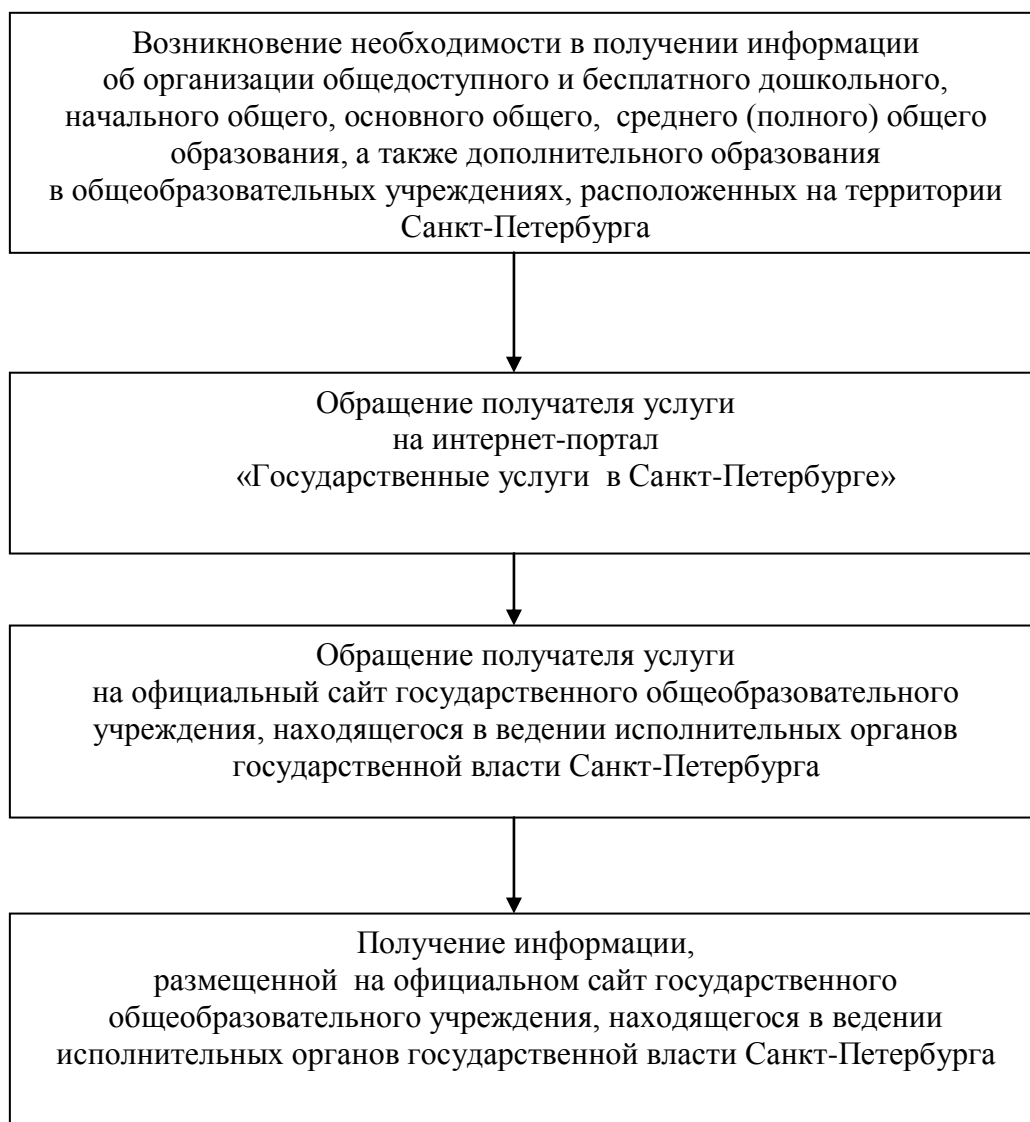 Возникновение необходимости в получении информации
об организации общедоступного и бесплатного дошкольного,
начального общего, основного общего, среднего (полного) общего
образования, а также дополнительного образования
в общеобразовательных учреждениях, расположенных на территории
Санкт-Петербурга
Обращение получателя услуги
на интернет-портал
«Государственные услуги в Санкт-Петербурге»
Обращение получателя услуги
на официальный сайт государственного общеобразовательного
учреждения, находящегося в ведении исполнительных органов
государственной власти Санкт-Петербурга
Получение информации,
размещенной на официальном сайт государственного
общеобразовательного учреждения, находящегося в ведении
исполнительных органов государственной власти Санкт-Петербурга